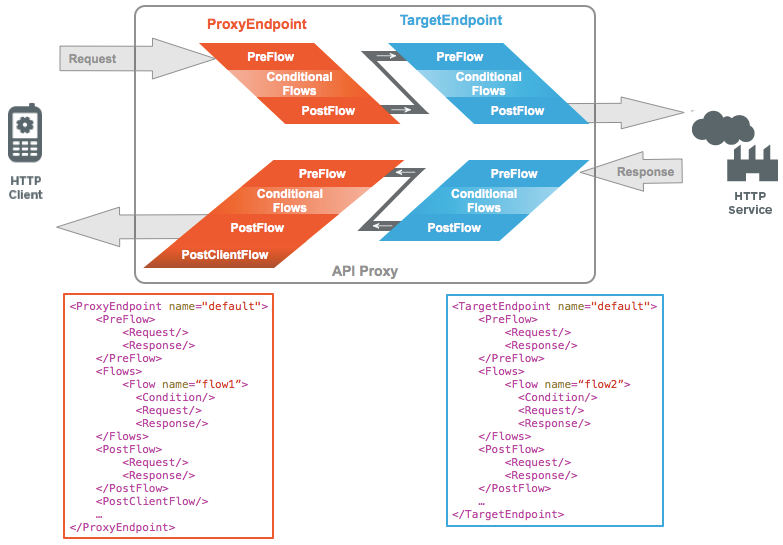 ProxyEndpoint
TargetEndpoint
Request
PreFlow
Conditional
Flows
PostFlow
PreFlow
Conditional
Flows
PostFlow
HTTP
Client
PreFlow
Conditional
Flows
PostFlow
PostClientFlow
PreFlow
Conditional
Flows
PostFlow
Response
HTTP
Service
API Proxy
<ProxyEndpoint name="default">
<PreFlow>
<Request/>
<Response/>
</PreFlow>
<Flows>
<Flow name=“flow1”>
<Condition/>
<Request/>
<Response/>
</Flows>
<PostFlow>
<Request/>
<Response/>
</PostFlow>
<PostClientFlow/>
…
</ProxyEndpoint>
<TargetEndpoint name="default">
<PreFlow>
<Request/>
<Response/>
</PreFlow>
<Flows>
<Flow name=“flow2”>
<Condition/>
<Request/>
<Response/>
</Flows>
<PostFlow>
<Request/>
<Response/>
</PostFlow>
…
</TargetEndpoint>